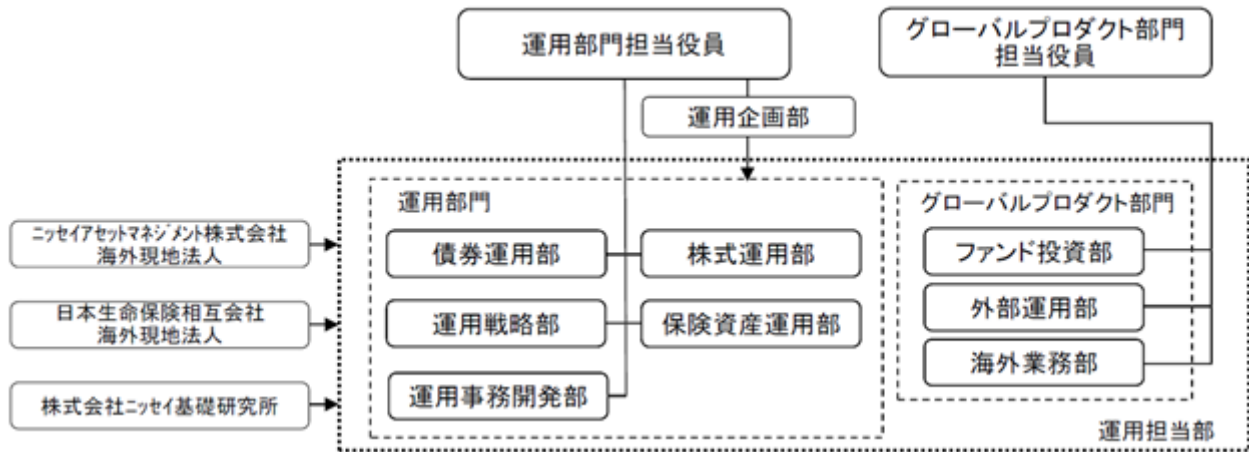 運用部門担当役員
グローバルプロダクト部門
担当役員
運用企画部
運用部門
グローバルプロダクト部門
ニッセイアセットマネジメント株式会社
海外現地法人
債券運用部
株式運用部
ファンド投資部
日本生命保険相互会社
海外現地法人
運用戦略部
保険資産運用部
外部運用部
海外業務部
株式会社ニッセイ基礎研究所
運用事務開発部
運用担当部